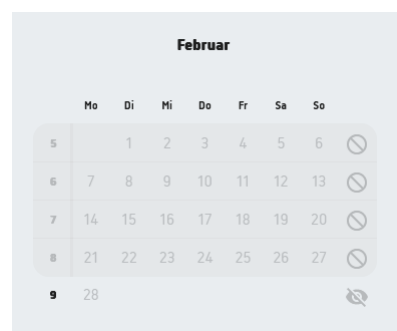 Februar
Mo Di Mi Do Fr Sa So
5 1 2 3 4 5 6
6 7 8 9 10 11 12 13
7 14 15 16 17 18 19 20
8 21 22 23 24 25 26 27
9 28